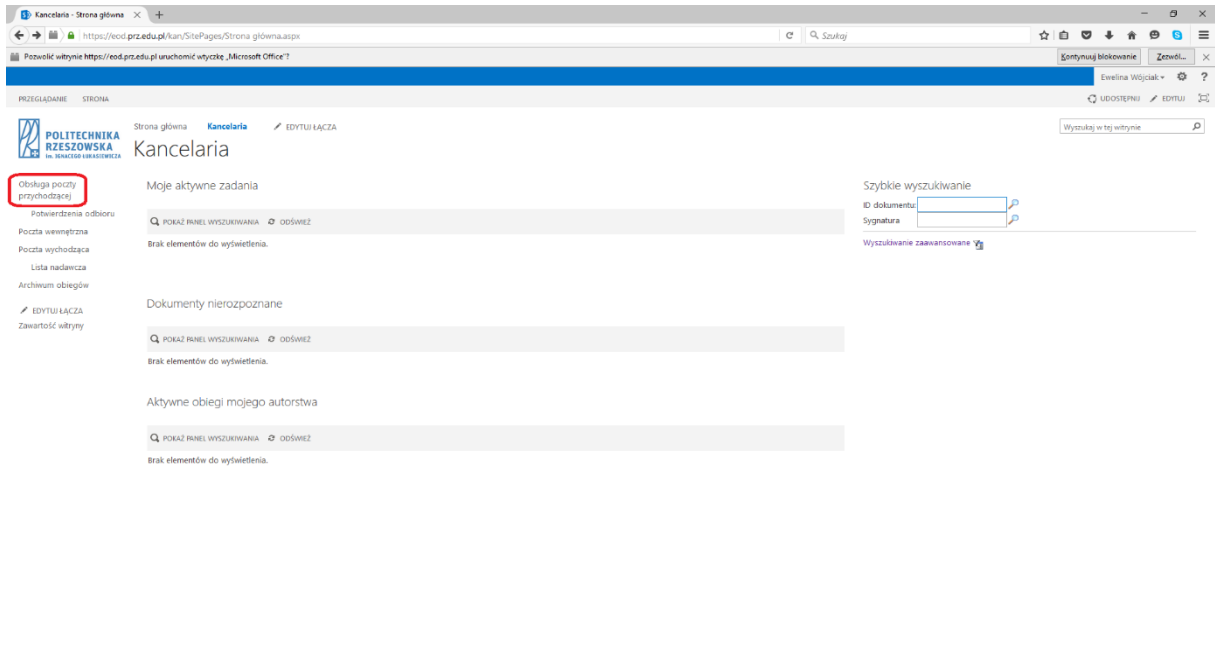 Kancelaria - Strona główna
https://eod.prz.edu.pl/kan/SitePages/Strona główna.aspx
Szukaj
Pozwolić witrynie https://eod.prz.edu.pl uruchomić wtyczkę „Microsoft Office”?
Kontynuuj blokowanie
Zezwól...
Ewelina Wójciak
?
PRZEGLĄDANIE STRONA
UDOSTĘPNIJ EDYTUJ
POLITECHNIKA
RZESZOWSKA
im. IGNACEGO ŁUKASIEWICZA
Strona główna Kancelaria EDYTUJ ŁĄCZA
Kancelaria
Wyszukaj w tej witrynie
Obsługa poczty
przychodzącej
Potwierdzenia odbioru
Poczta wewnętrzna
Poczta wychodząca
Lista nadawcza
Archiwum obiegów
EDYTUJ ŁĄCZA
Zawartość witryny
Moje aktywne zadania
POKAŻ PANEL WYSZUKIWANIA ODŚWIEŻ
Brak elementów do wyświetlenia.
Dokumenty nierozpoznane
POKAŻ PANEL WYSZUKIWANIA ODŚWIEŻ
Brak elementów do wyświetlenia.
Aktywne obiegi mojego autorstwa
POKAŻ PANEL WYSZUKIWANIA ODŚWIEŻ
Brak elementów do wyświetlenia.
Szybkie wyszukiwanie
ID dokumentu:
Sygnatura
Wyszukiwanie zaawansowane